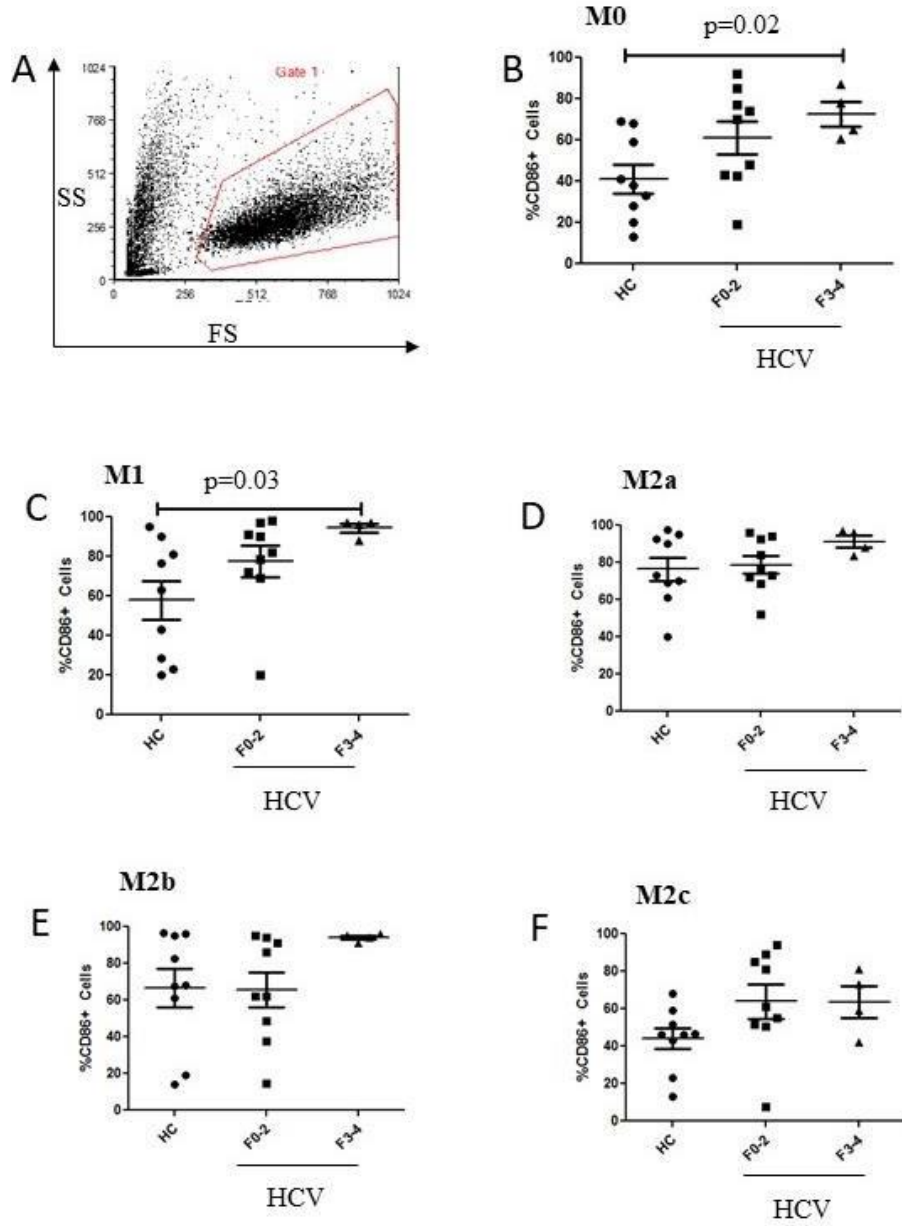 A
1024
768
512
256
0
SS
Gate 1
0 256 512 768 1024
FS
M0
B
p=0.02
100
80
60
40
20
0
%CD86+ Cells
HC F0-2 F3-4
HCV
M1
C
p=0.03
100
80
60
40
20
0
%CD86+ Cells
HC F0-2 F3-4
HCV
M2a
D
100
80
60
40
20
0
%CD86+ Cells
HC F0-2 F3-4
HCV
M2b
E
100
80
60
40
20
0
%CD86+ Cells
HC F0-2 F3-4
HCV
M2c
F
100
80
60
40
20
0
%CD86+ Cells
HC F0-2 F3-4
HCV